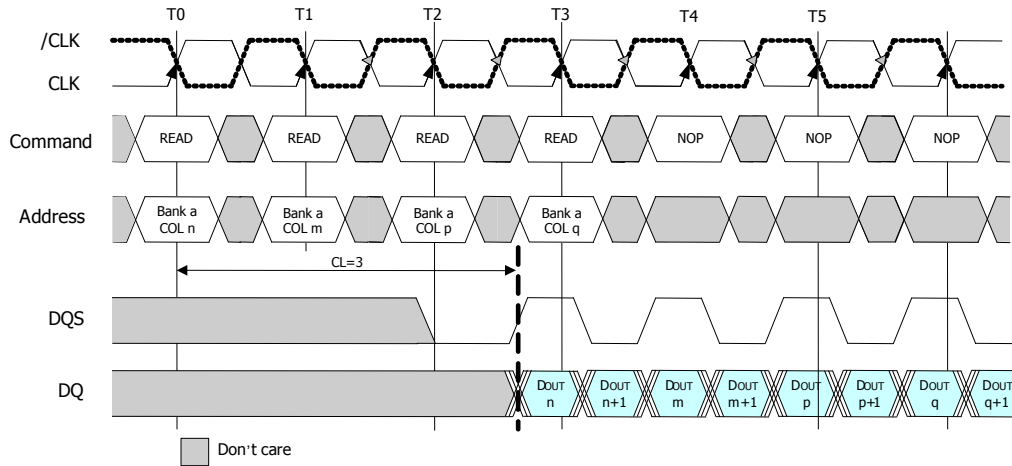 T0 T1 T2 T3 T4 T5
/CLK
CLK
Command READ READ READ READ NOP NOP NOP
Address Bank a Bank a Bank a Bank a
COL n COL m COL p COL q
CL=3
DQS
DQ DOUT DOUT DOUT DOUT DOUT DOUT DOUT DOUT
n n+1 m m+1 p p+1 q q+1
Don't care